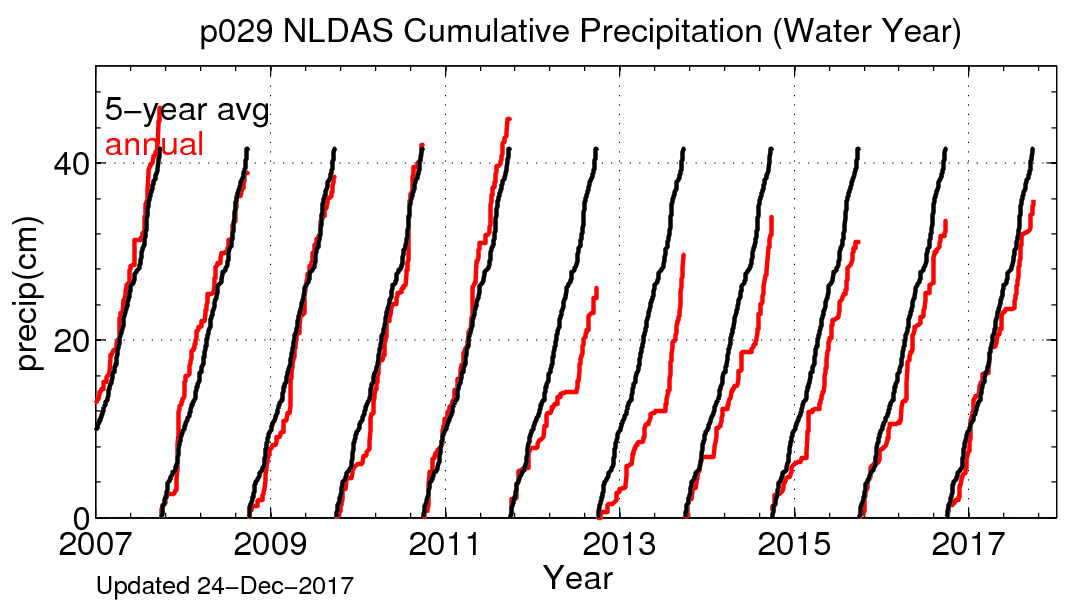 p029 NLDAS Cumulative Precipitation (Water Year)
5−year avg
annual
precip(cm)
40
20
0
2007 2009 2011 2013 2015 2017
Year
Updated 24−Dec−2017